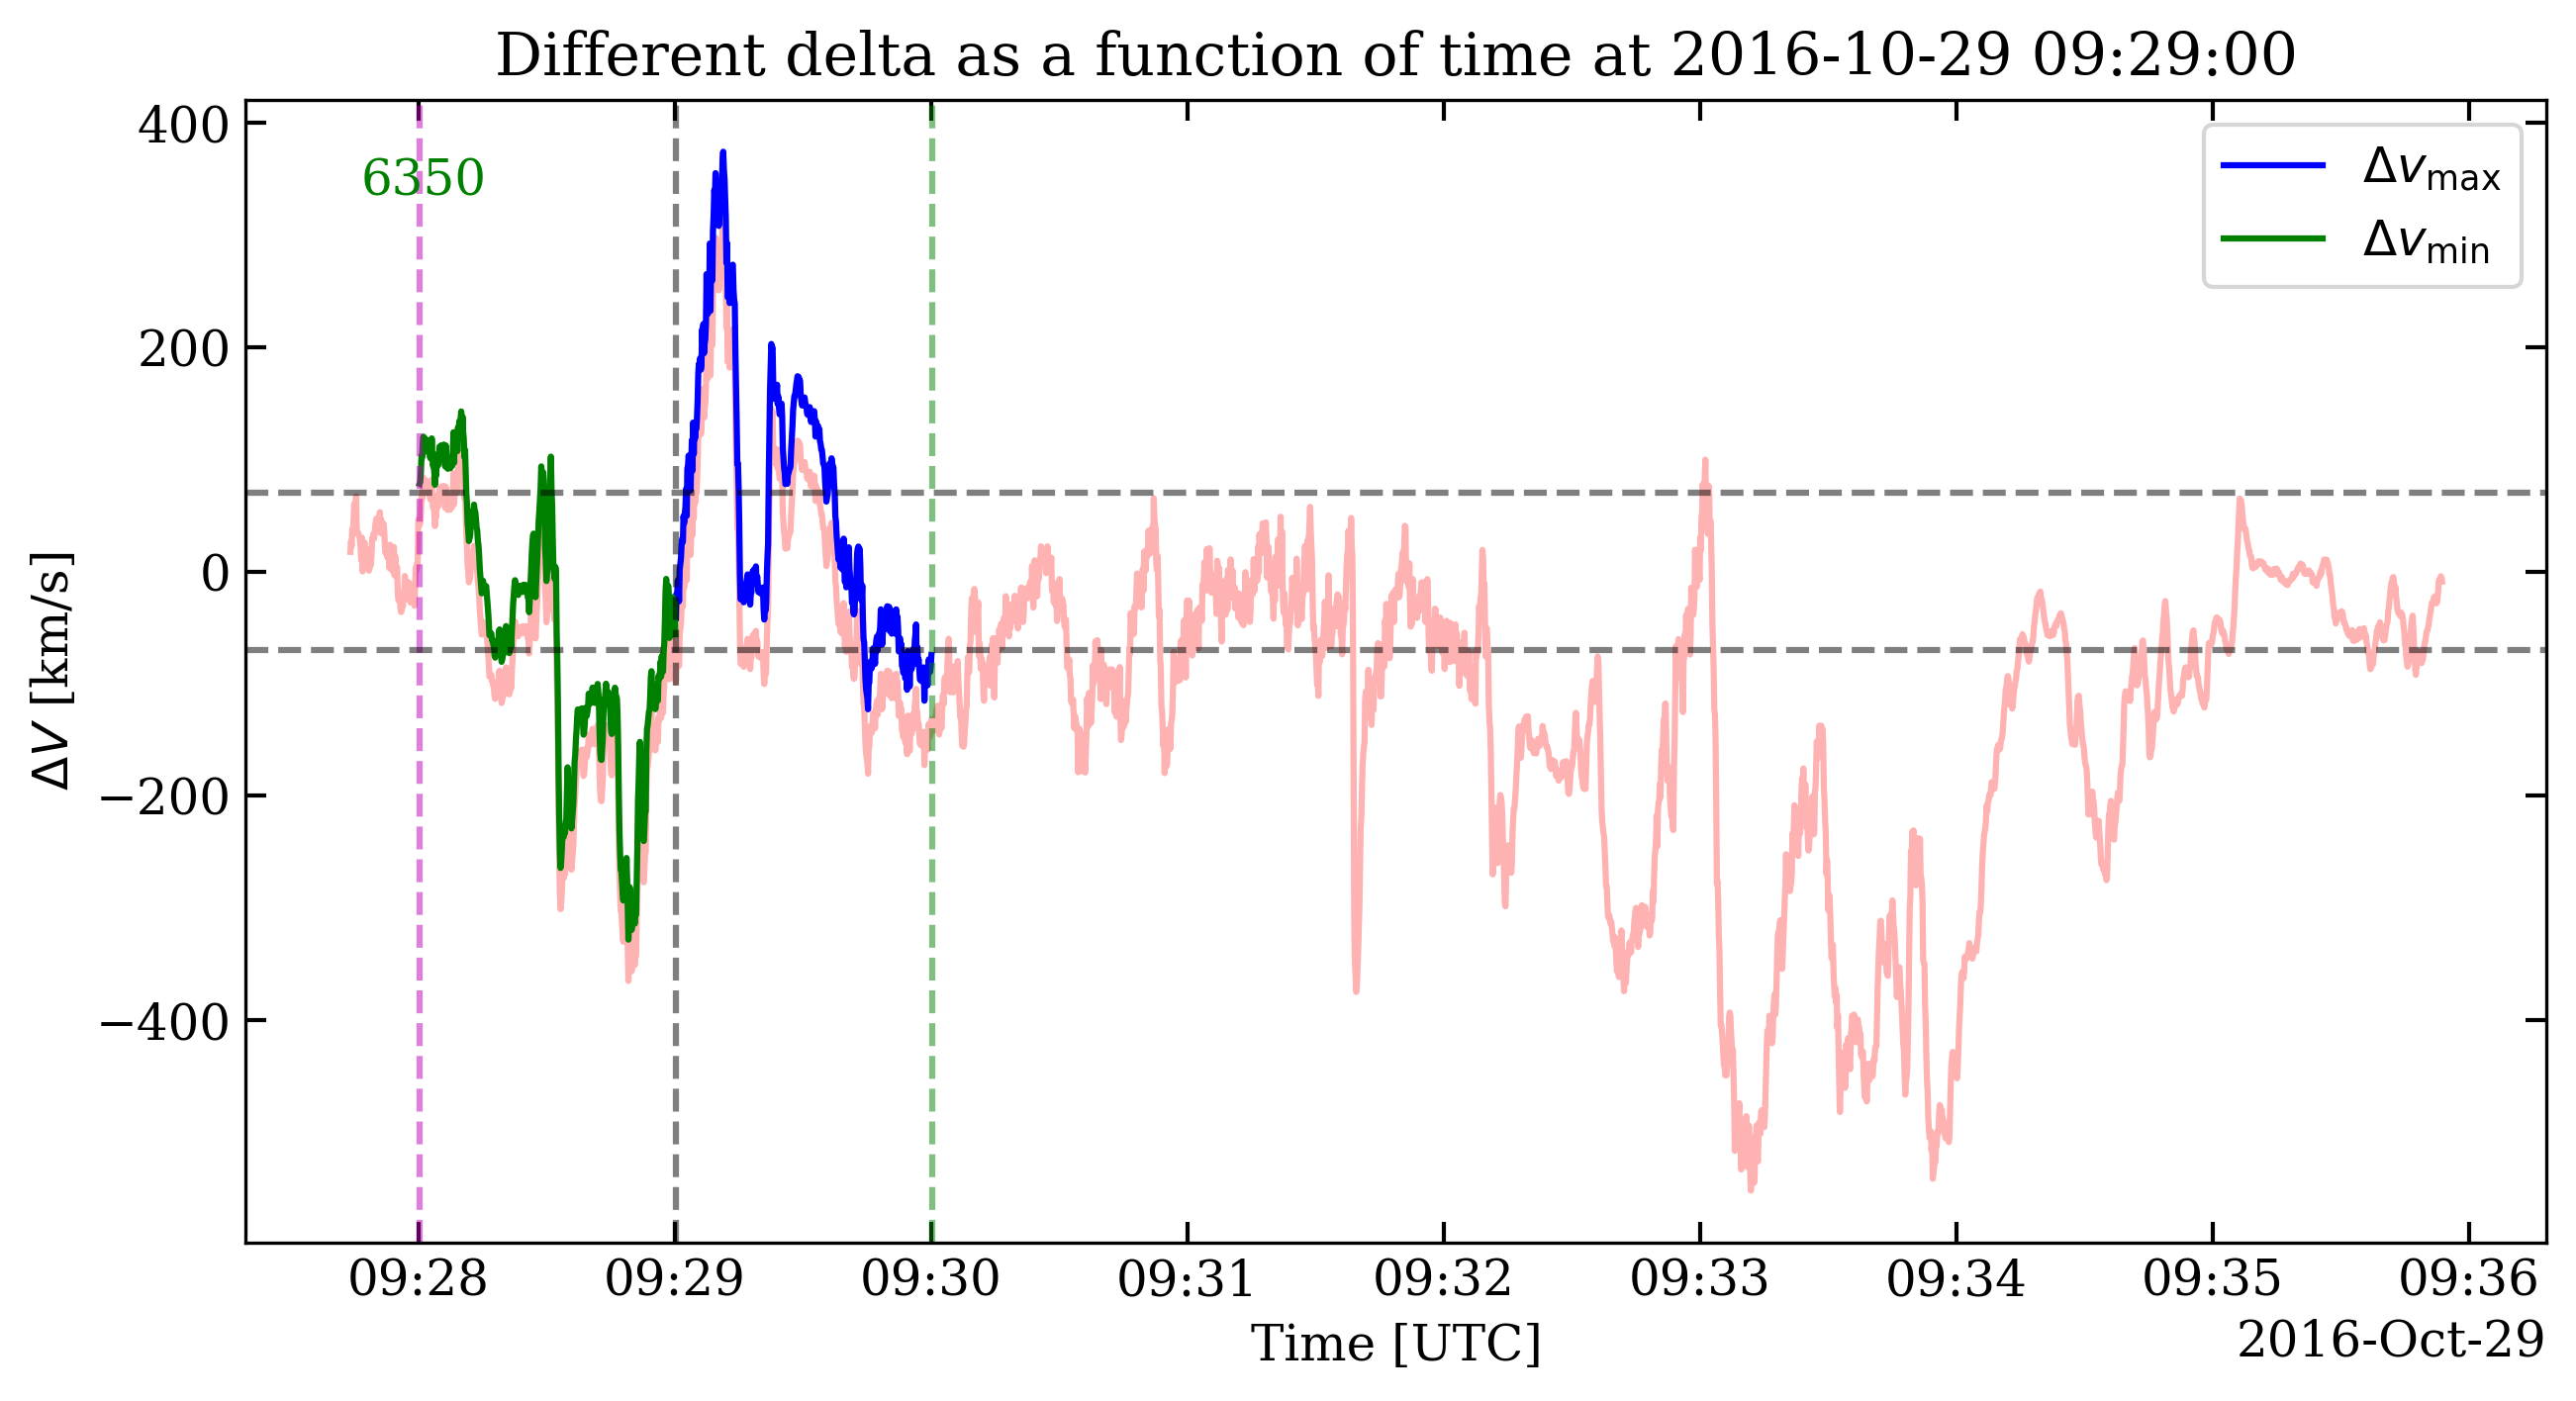 Different delta as a function of time at 2016-10-29 09:29:00
400
200
0
−200
−400
ΔV [km/s]
6350
Δv_max
Δv_min
09:28 09:29 09:30 09:31 09:32 09:33 09:34 09:35 09:36
Time [UTC]
2016-Oct-29